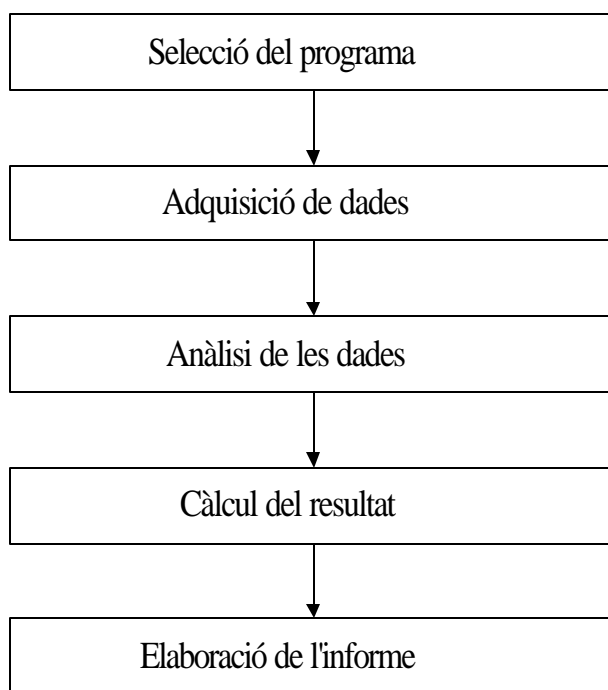 Selecció del programa
Adquisició de dades
Anàlisi de les dades
Càlcul del resultat
Elaboració de l'informe